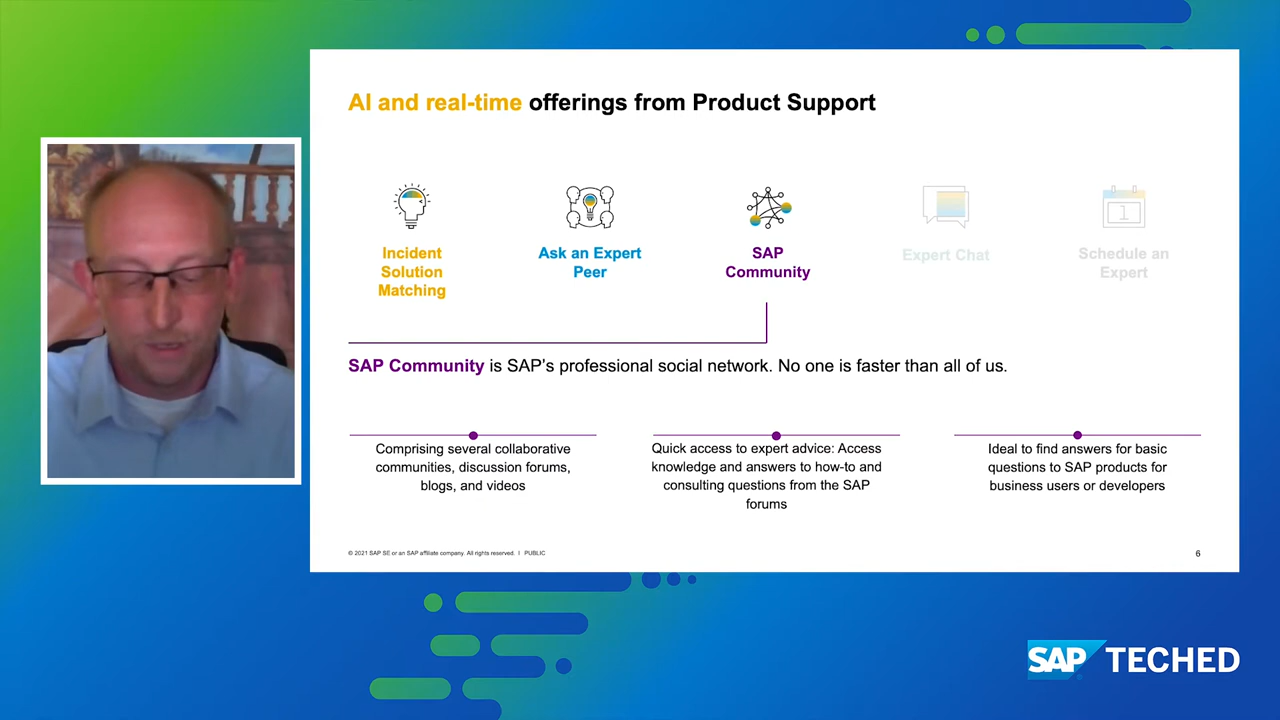 AI and real-time offerings from Product Support
Incident
Solution
Matching
Ask an Expert
Peer
SAP
Community
Expert Chat
1
Schedule an
Expert
SAP Community is SAP's professional social network. No one is faster than all of us.
Comprising several collaborative
communities, discussion forums,
blogs, and videos
Quick access to expert advice: Access
knowledge and answers to how-to and
consulting questions from the SAP
forums
Ideal to find answers for basic
questions to SAP products for
business users or developers
© 2021 SAP SE or an SAP affiliate company. All rights reserved. I PUBLIC
6
SAP TECHED